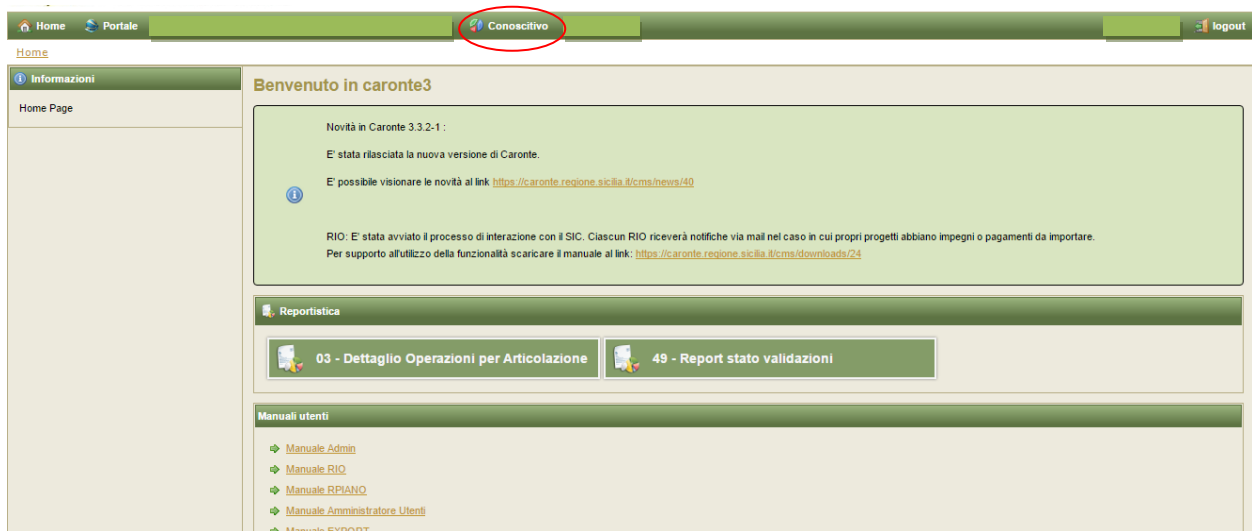 Home Portale Conoscitivo logout
Home
Informazioni
Home Page
Benvenuto in caronte3
Novità in Caronte 3.3.2-1 :
E' stata rilasciata la nuova versione di Caronte.
E' possibile visionare le novità al link https://caronte.regione.sicilia.it/cms/news/40
RIO: E' stata avviato il processo di interazione con il SIC. Ciascun RIO riceverà notifiche via mail nel caso in cui propri progetti abbiano impegni o pagamenti da importare.
Per supporto all'utilizzo della funzionalità scaricare il manuale al link: https://caronte.regione.sicilia.it/cms/downloads/24
Reportistica
03 - Dettaglio Operazioni per Articolazione 49 - Report stato validazioni
Manuali utenti
Manuale Admin
Manuale RIO
Manuale RPIANO
Manuale Amministratore Utenti
Manuale EXPORT